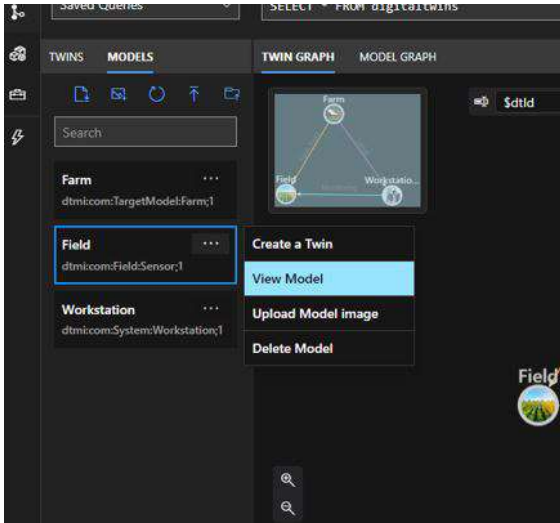 Saved Queries
SELECT * FROM digitaltwins
TWINS
MODELS
TWIN GRAPH
MODEL GRAPH
$dtId
Search
Farm
Field
Workstatio...
Farm
dtmi:com:TargetModel:Farm;1
Field
dtmi:com:Field:Sensor;1
Workstation
dtmi:com:System:Workstation;1
Create a Twin
View Model
Upload Model image
Delete Model
Field